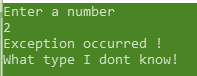 Enter a number
2
Exception occurred !
What type I dont know!